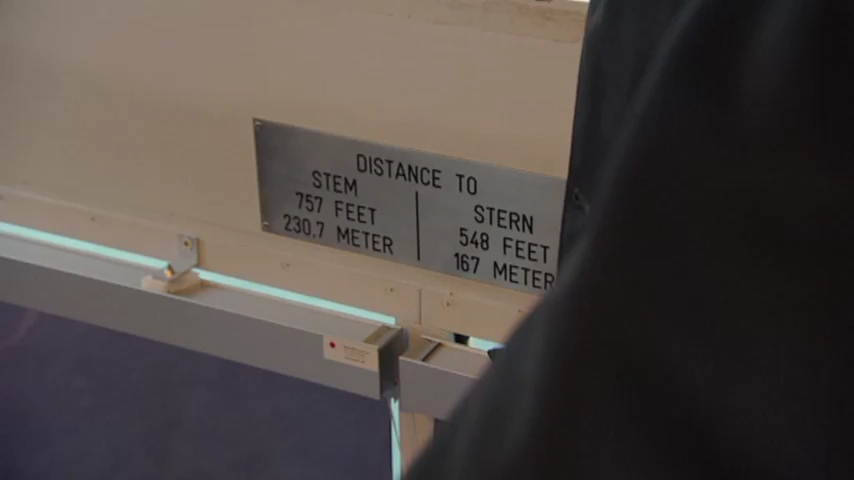 DISTANCE TO
STEM
757 FEET
230,7 METER
STERN
548 FEET
167 METER